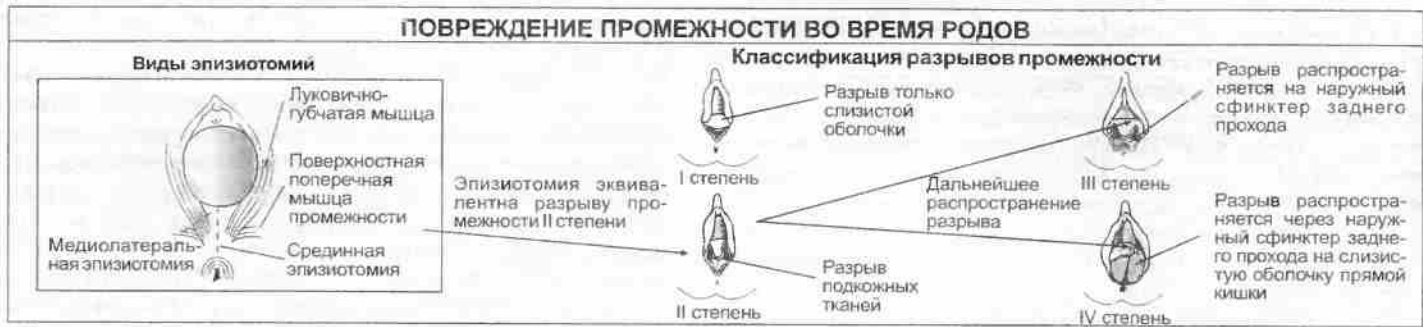 ПОВРЕЖДЕНИЕ ПРОМЕЖНОСТИ ВО ВРЕМЯ РОДОВ
Виды эпизиотомий
Луковично-
губчатая мышца
Поверхностная
поперечная
мышца
промежности
Медиолатераль-
ная эпизиотомия
Срединная
эпизиотомия
Эпизиотомия эквива-
лентна разрыву про-
межности II степени
Классификация разрывов промежности
Разрыв только
слизистой
оболочки
I степень
Разрыв
подкожных
тканей
II степень
Дальнейшее
распространение
разрыва
Разрыв распростра-
няется на наружный
сфинктер заднего
прохода
III степень
Разрыв распростра-
няется через наруж-
ный сфинктер задне-
го прохода на слизис-
тую оболочку прямой
кишки
IV степень